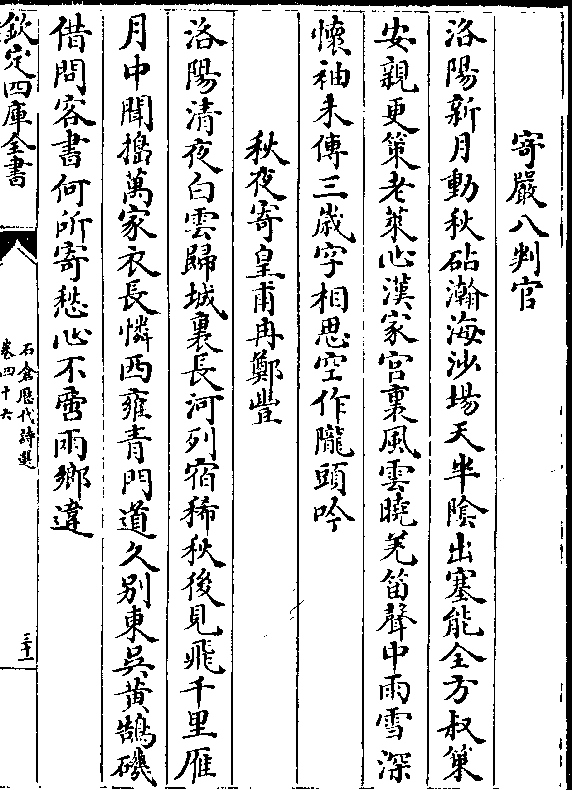 寄嚴八判官
洛陽新月動秋砧瀚海沙場天半陰出塞能全方叔策
安親更策老萊心漢家宮裏風雲曉羌笛聲中雨雪深
懷袖未傳三歲字相思空作隴頭吟
秋夜寄皇甫冉鄭豐
洛陽清夜白雲歸城裏長河列宿稀秋後見飛千里雁
月中聞搗萬家衣長憐西雍青門道久別東吳黃鵠磯
借問客書何所寄愁心不啻兩鄉違
欽定四庫全書
石倉歷代詩選
卷四十六
三十一